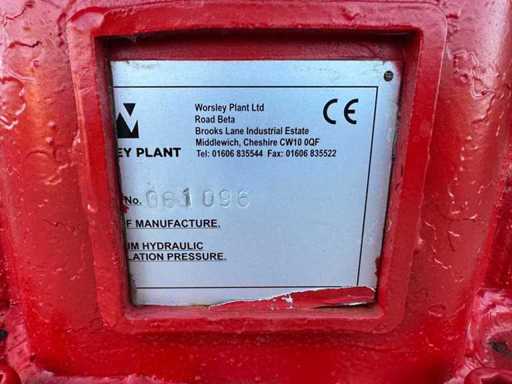 Worsley Plant Ltd
Road Beta
Brooks Lane Industrial Estate
Middlewich, Cheshire CW10 0QF
Tel: 01606 835544 Fax: 01606 835522
CE
EY PLANT
No. 061096
F MANUFACTURE.
UM HYDRAULIC
LATION PRESSURE.